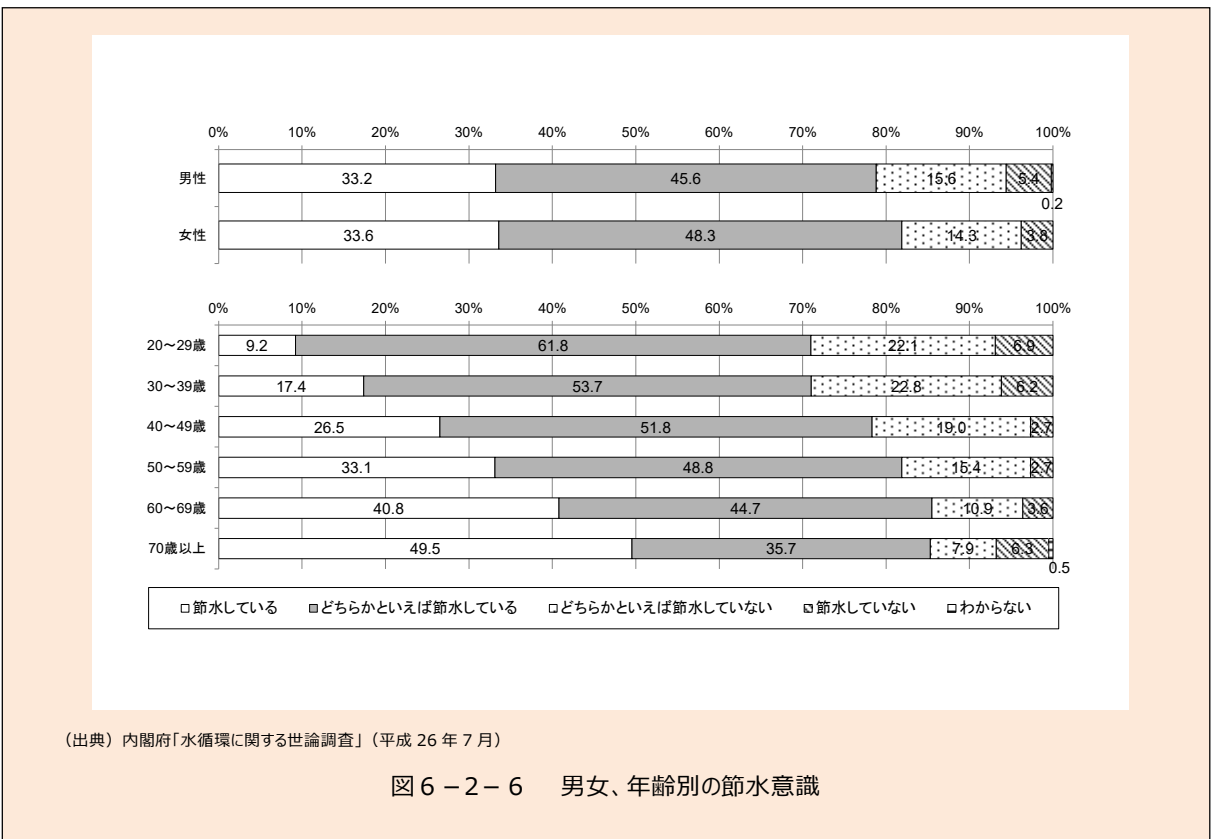 0% 10% 20% 30% 40% 50% 60% 70% 80% 90% 100%
男性 33.2 45.6 15.6 5.4
0.2
女性 33.6 48.3 14.3 3.8
0% 10% 20% 30% 40% 50% 60% 70% 80% 90% 100%
20～29歳 9.2 61.8 22.1 6.9
30～39歳 17.4 53.7 22.8 6.2
40～49歳 26.5 51.8 19.0 2.7
50～59歳 33.1 48.8 15.4 2.7
60～69歳 40.8 44.7 10.9 3.6
70歳以上 49.5 35.7 7.9 6.3
0.5
節水している どちらかといえば節水している どちらかといえば節水していない 節水していない わからない
（出典）内閣府「水循環に関する世論調査」（平成 26 年 7 月）
図６－２－６ 男女、年齢別の節水意識